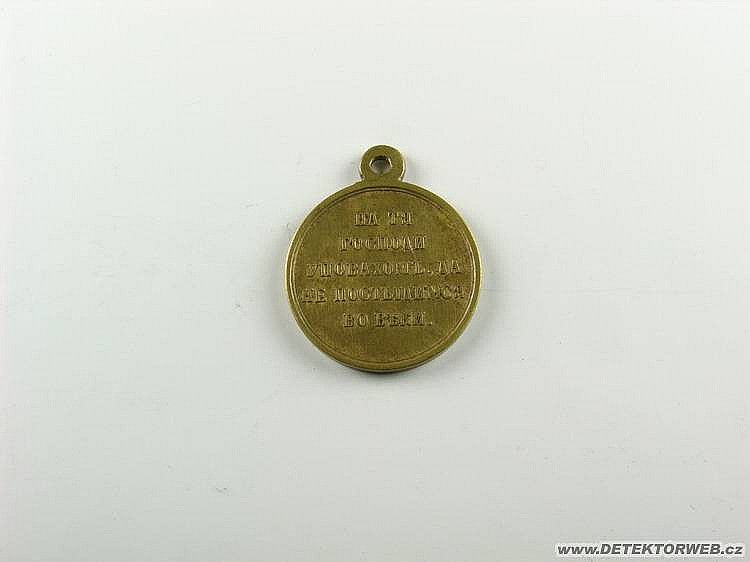 НА ТЯ
ГОСПОДИ
УПОВАХОМЪ, ДА
НЕ ПОСТЫДИМСЯ
ВО ВѢКИ.
www.DETEKTORWEB.cz